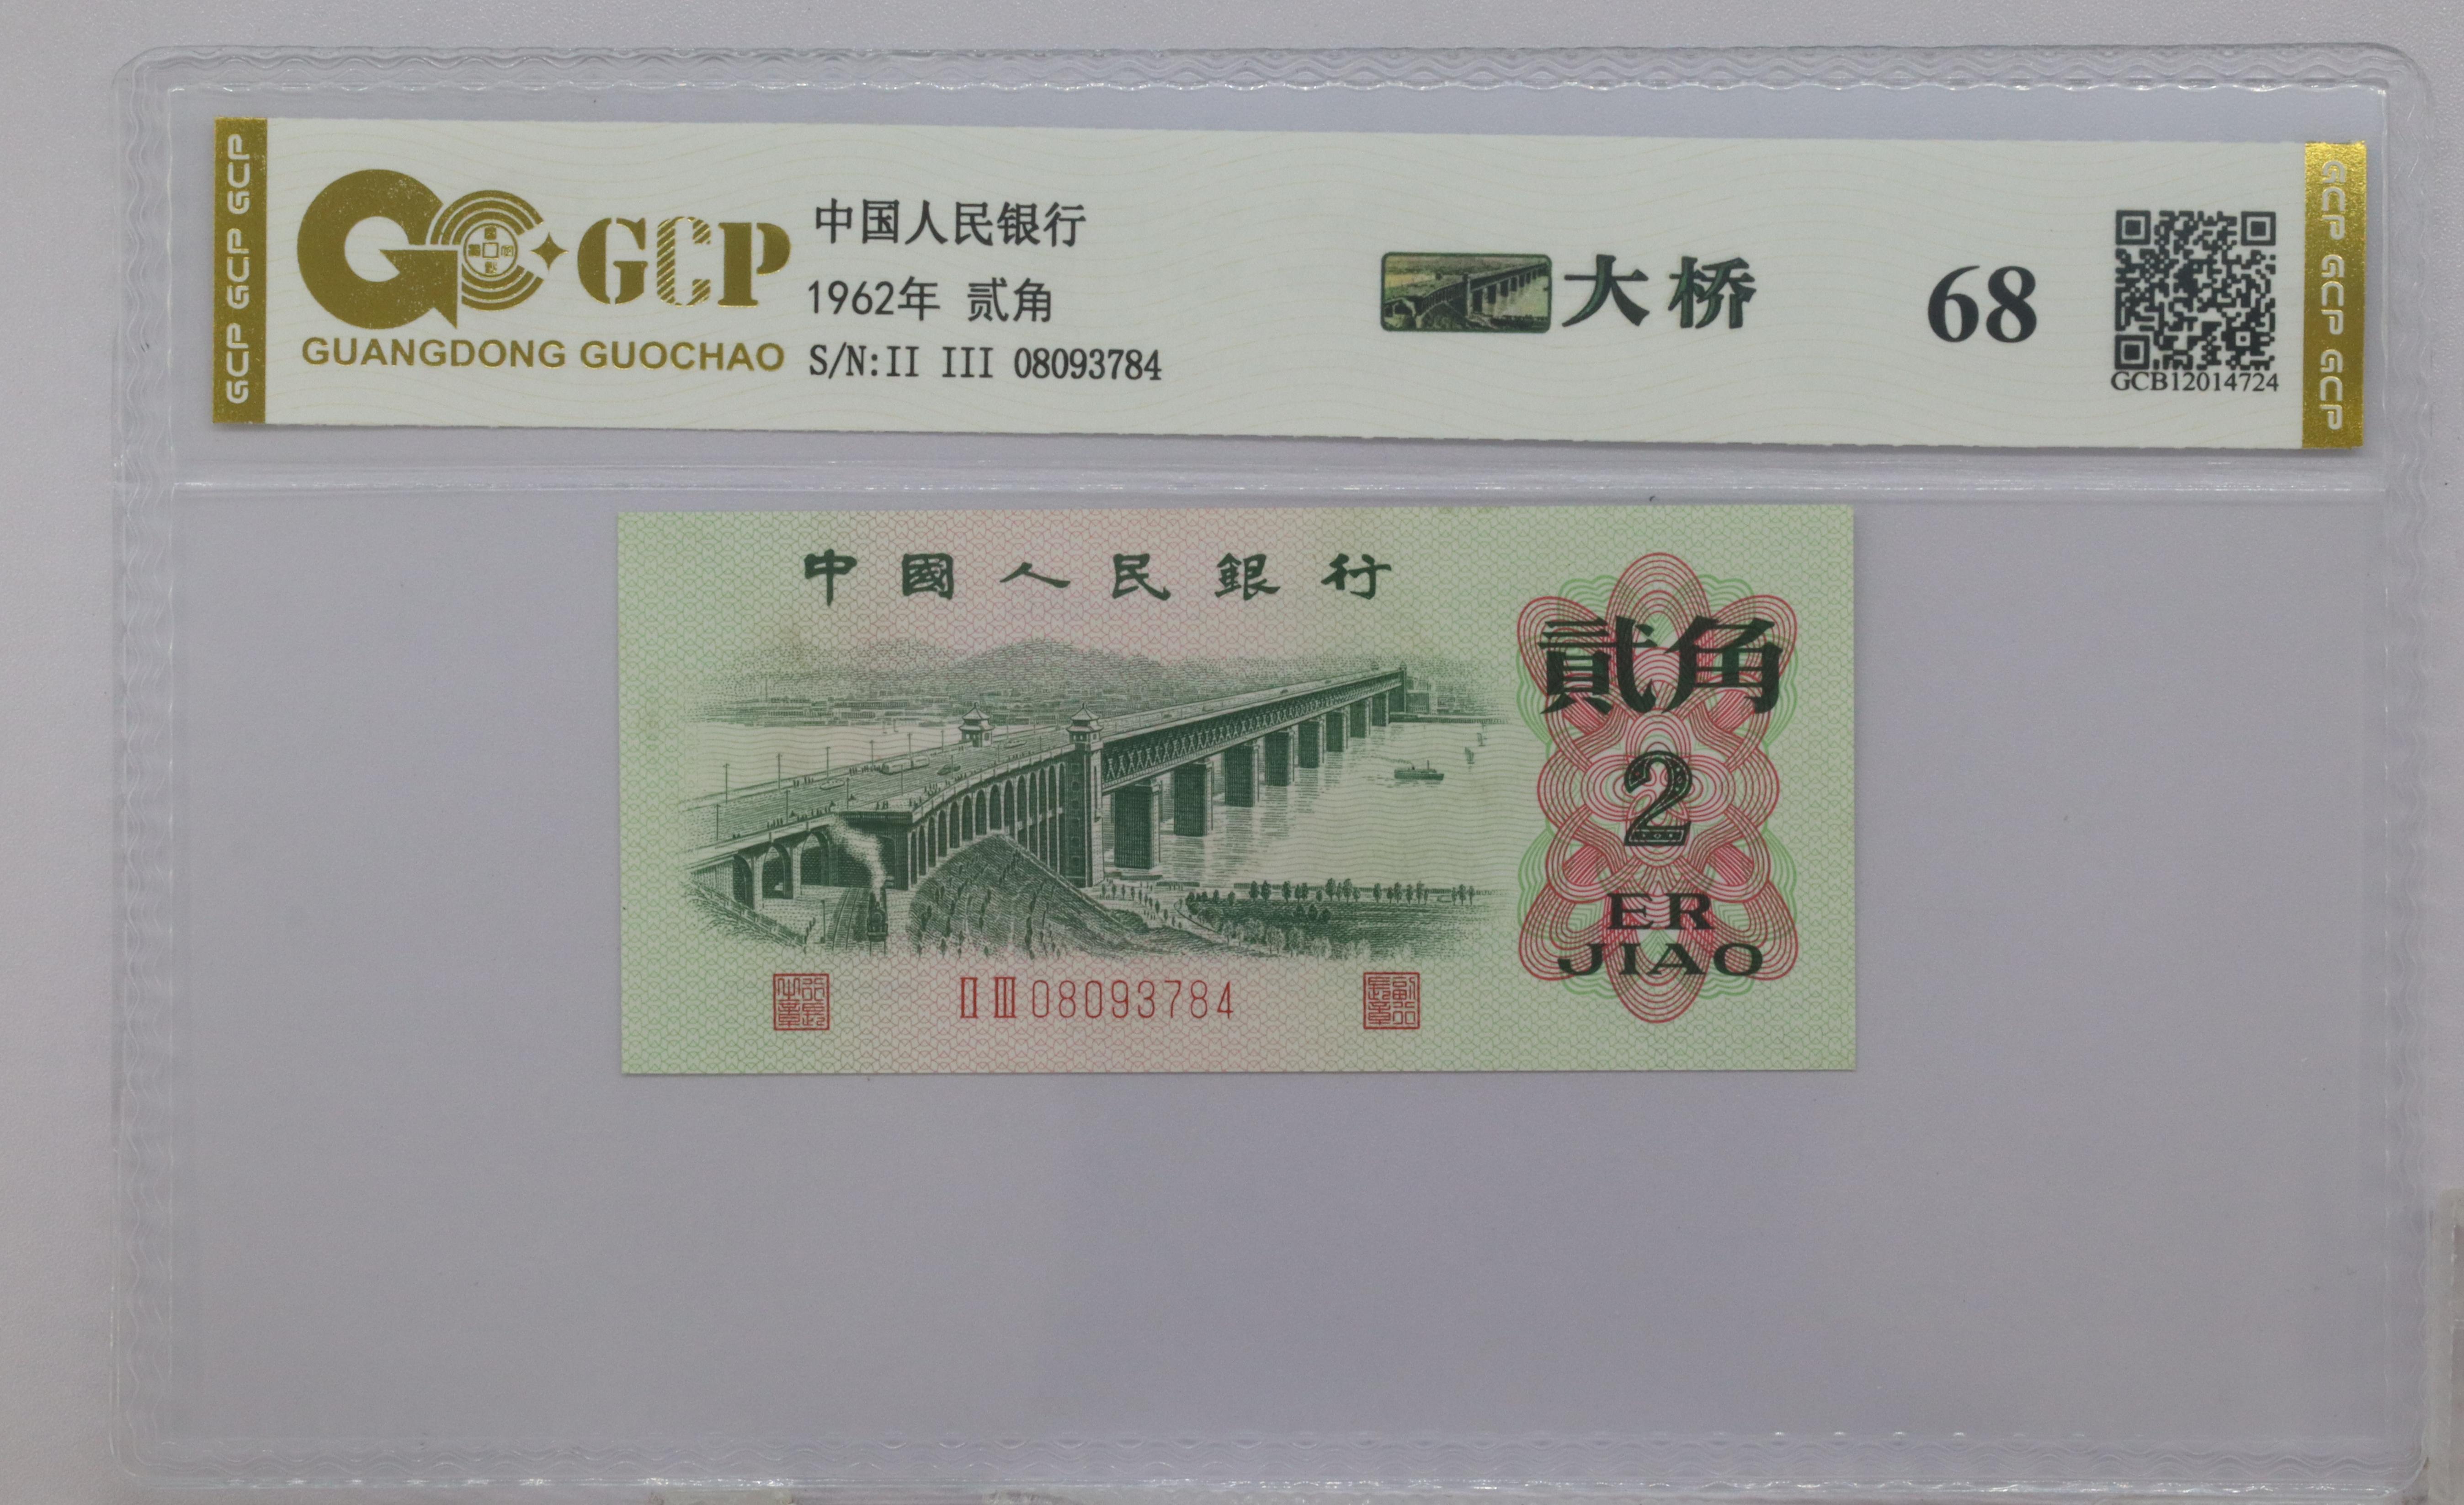 GCP GCP GCP
GCP
GUANGDONG GUOCHAO
中国人民银行
1962年 贰角
S/N:II III 08093784
大桥
68
GCB12014724
GCP GCP GCP
中國人民銀行
貳角
2
ER
JIAO
II III 08093784